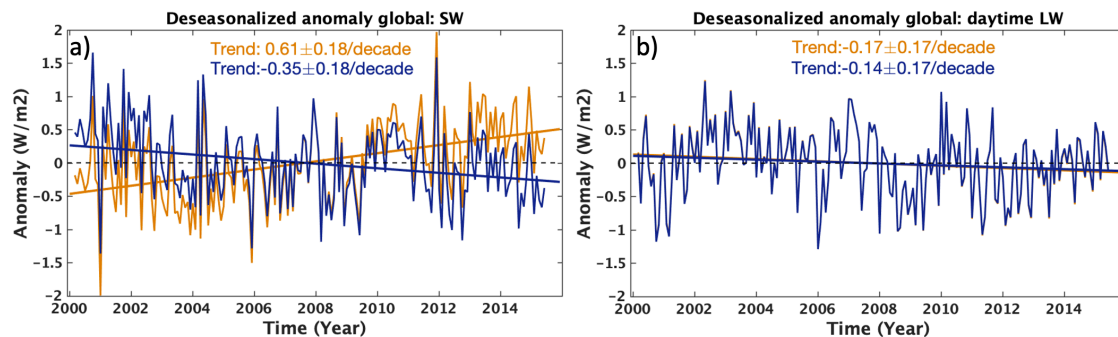 Deseasonalized anomaly global: SW
a)
Trend: 0.61±0.18/decade
Trend:-0.35±0.18/decade
Anomaly (W/m2)
2
1.5
1
0.5
0
-0.5
-1
-1.5
-2
2000 2002 2004 2006 2008 2010 2012 2014
Time (Year)
Deseasonalized anomaly global: daytime LW
b)
Trend:-0.17±0.17/decade
Trend:-0.14±0.17/decade
Anomaly (W/m2)
2
1.5
1
0.5
0
-0.5
-1
-1.5
-2
2000 2002 2004 2006 2008 2010 2012 2014
Time (Year)